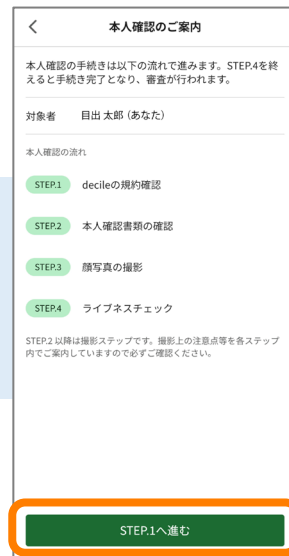 本人確認のご案内
本人確認の手続きは以下の流れで進みます。STEP.4を終
えると手続き完了となり、審査が行われます。
対象者 目出 太郎 (あなた)
本人確認の流れ
STEP.1 decileの規約確認
STEP.2 本人確認書類の確認
STEP.3 顔写真の撮影
STEP.4 ライブネスチェック
STEP.2 以降は撮影ステップです。撮影上の注意点等を各ステップ
内でご案内していますので必ずご確認ください。
STEP.1へ進む